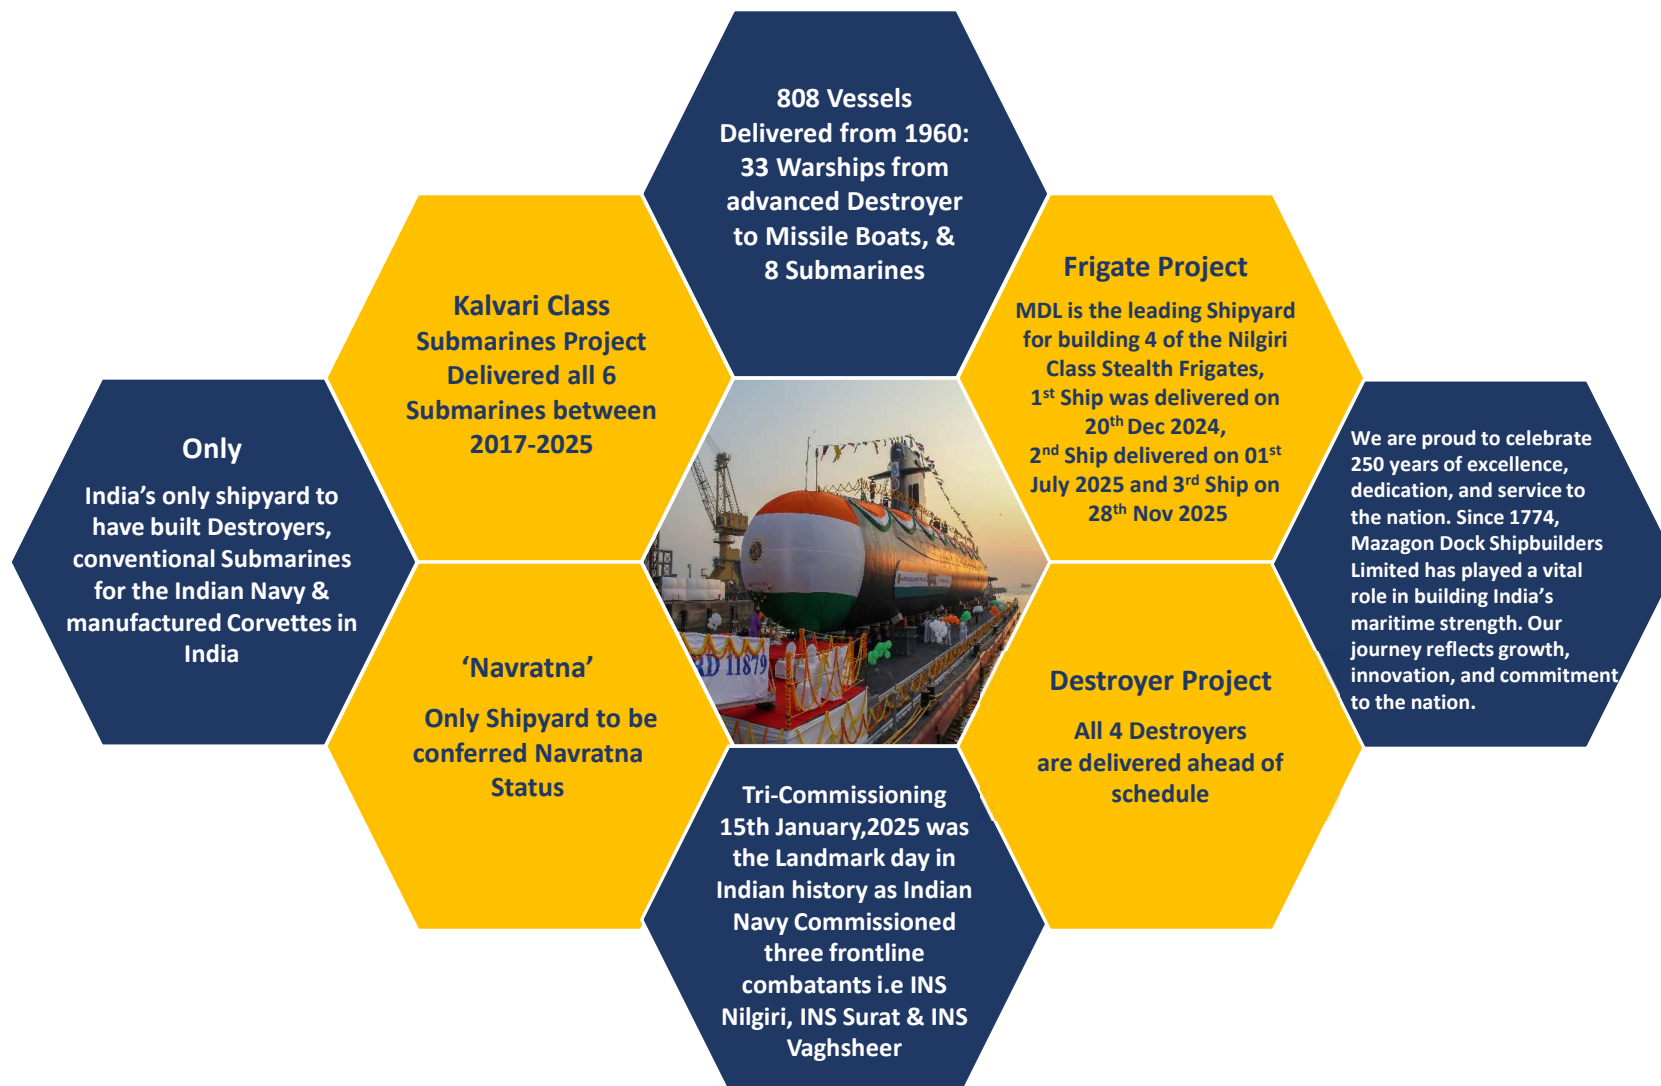 808 Vessels
Delivered from 1960:
33 Warships from
advanced Destroyer
to Missile Boats, &
8 Submarines
Kalvari Class
Submarines Project
Delivered all 6
Submarines between
2017-2025
Frigate Project
MDL is the leading Shipyard
for building 4 of the Nilgiri
Class Stealth Frigates,
1st Ship was delivered on
20th Dec 2024,
2nd Ship delivered on 01st
July 2025 and 3rd Ship on
28th Nov 2025
Only
India’s only shipyard to
have built Destroyers,
conventional Submarines
for the Indian Navy &
manufactured Corvettes in
India
We are proud to celebrate
250 years of excellence,
dedication, and service to
the nation. Since 1774,
Mazagon Dock Shipbuilders
Limited has played a vital
role in building India’s
maritime strength. Our
journey reflects growth,
innovation, and commitment
to the nation.
‘Navratna’
Only Shipyard to be
conferred Navratna
Status
RD 11879
Destroyer Project
All 4 Destroyers
are delivered ahead of
schedule
Tri-Commissioning
15th January,2025 was
the Landmark day in
Indian history as Indian
Navy Commissioned
three frontline
combatants i.e INS
Nilgiri, INS Surat & INS
Vaghsheer